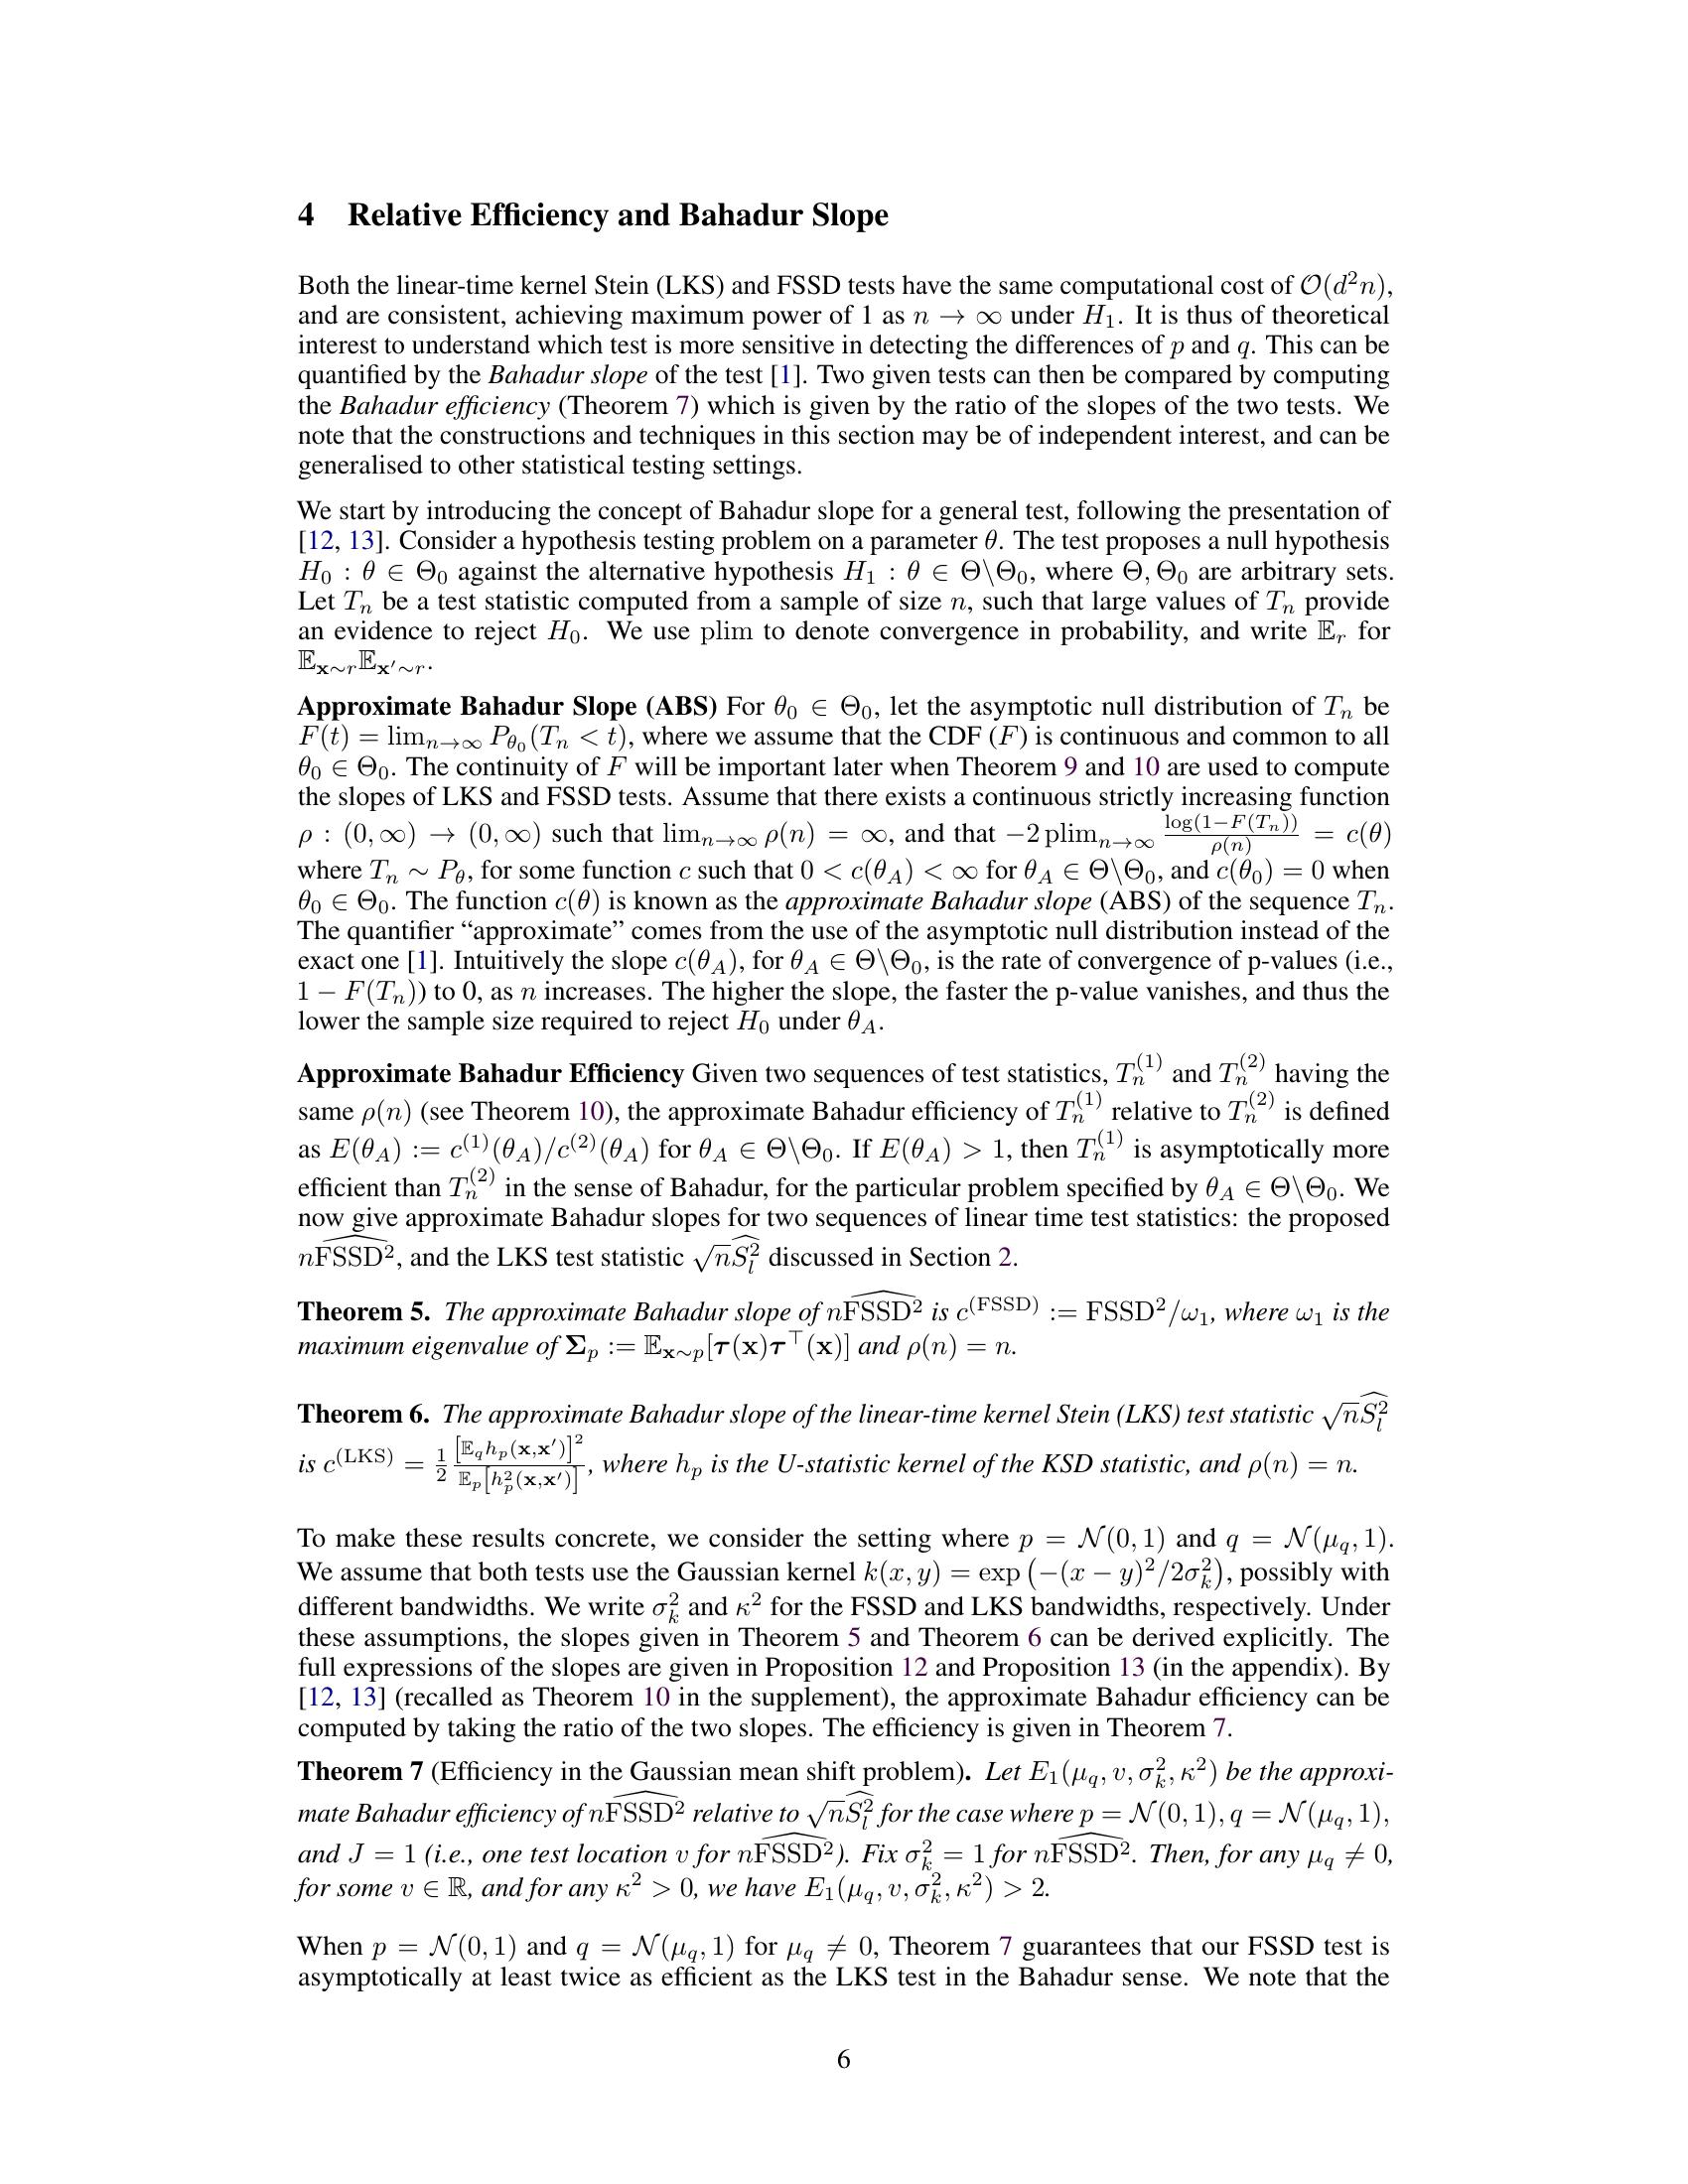 4 Relative Efficiency and Bahadur Slope
Both the linear-time kernel Stein (LKS) and FSSD tests have the same computational cost of $\mathcal{O}(d^2n)$,
and are consistent, achieving maximum power of 1 as $n \to \infty$ under $H_1$. It is thus of theoretical
interest to understand which test is more sensitive in detecting the differences of $p$ and $q$. This can be
quantified by the Bahadur slope of the test [1]. Two given tests can then be compared by computing
the Bahadur efficiency (Theorem 7) which is given by the ratio of the slopes of the two tests. We
note that the constructions and techniques in this section may be of independent interest, and can be
generalised to other statistical testing settings.
We start by introducing the concept of Bahadur slope for a general test, following the presentation of
[12, 13]. Consider a hypothesis testing problem on a parameter $\theta$. The test proposes a null hypothesis
$H_0 : \theta \in \Theta_0$ against the alternative hypothesis $H_1 : \theta \in \Theta \backslash \Theta_0$, where $\Theta, \Theta_0$ are arbitrary sets.
Let $T_n$ be a test statistic computed from a sample of size $n$, such that large values of $T_n$ provide
an evidence to reject $H_0$. We use plim to denote convergence in probability, and write $\mathbb{E}_r$ for
$\mathbb{E}_{\mathbf{x} \sim r} \mathbb{E}_{\mathbf{x}' \sim r}$.
Approximate Bahadur Slope (ABS) For $\theta_0 \in \Theta_0$, let the asymptotic null distribution of $T_n$ be
$F(t) = \lim_{n \to \infty} P_{\theta_0}(T_n < t)$, where we assume that the CDF ($F$) is continuous and common to all
$\theta_0 \in \Theta_0$. The continuity of $F$ will be important later when Theorem 9 and 10 are used to compute
the slopes of LKS and FSSD tests. Assume that there exists a continuous strictly increasing function
$\rho : (0, \infty) \to (0, \infty)$ such that $\lim_{n \to \infty} \rho(n) = \infty$, and that $-2 \operatorname{plim}_{n \to \infty} \frac{\log(1-F(T_n))}{\rho(n)} = c(\theta)$
where $T_n \sim P_\theta$, for some function $c$ such that $0 < c(\theta_A) < \infty$ for $\theta_A \in \Theta \backslash \Theta_0$, and $c(\theta_0) = 0$ when
$\theta_0 \in \Theta_0$. The function $c(\theta)$ is known as the approximate Bahadur slope (ABS) of the sequence $T_n$.
The quantifier “approximate” comes from the use of the asymptotic null distribution instead of the
exact one [1]. Intuitively the slope $c(\theta_A)$, for $\theta_A \in \Theta \backslash \Theta_0$, is the rate of convergence of p-values (i.e.,
$1 - F(T_n)$) to 0, as $n$ increases. The higher the slope, the faster the p-value vanishes, and thus the
lower the sample size required to reject $H_0$ under $\theta_A$.
Approximate Bahadur Efficiency Given two sequences of test statistics, $T_n^{(1)}$ and $T_n^{(2)}$ having the
same $\rho(n)$ (see Theorem 10), the approximate Bahadur efficiency of $T_n^{(1)}$ relative to $T_n^{(2)}$ is defined
as $E(\theta_A) := c^{(1)}(\theta_A)/c^{(2)}(\theta_A)$ for $\theta_A \in \Theta \backslash \Theta_0$. If $E(\theta_A) > 1$, then $T_n^{(1)}$ is asymptotically more
efficient than $T_n^{(2)}$ in the sense of Bahadur, for the particular problem specified by $\theta_A \in \Theta \backslash \Theta_0$. We
now give approximate Bahadur slopes for two sequences of linear time test statistics: the proposed
$n\widehat{\mathrm{FSSD}^2}$, and the LKS test statistic $\sqrt{n}\widehat{S_l^2}$ discussed in Section 2.
Theorem 5. The approximate Bahadur slope of $n\widehat{\mathrm{FSSD}^2}$ is $c^{(\mathrm{FSSD})} := \mathrm{FSSD}^2/\omega_1$, where $\omega_1$ is the
maximum eigenvalue of $\boldsymbol{\Sigma}_p := \mathbb{E}_{\mathbf{x} \sim p}[\boldsymbol{\tau}(\mathbf{x})\boldsymbol{\tau}^\top(\mathbf{x})]$ and $\rho(n) = n$.
Theorem 6. The approximate Bahadur slope of the linear-time kernel Stein (LKS) test statistic $\sqrt{n}\widehat{S_l^2}$
is $c^{(\mathrm{LKS})} = \frac{1}{2} \frac{[\mathbb{E}_q h_p(\mathbf{x},\mathbf{x}')]^2}{\mathbb{E}_p[h_p^2(\mathbf{x},\mathbf{x}')]}$, where $h_p$ is the U-statistic kernel of the KSD statistic, and $\rho(n) = n$.
To make these results concrete, we consider the setting where $p = \mathcal{N}(0, 1)$ and $q = \mathcal{N}(\mu_q, 1)$.
We assume that both tests use the Gaussian kernel $k(x, y) = \exp(-(x - y)^2/2\sigma_k^2)$, possibly with
different bandwidths. We write $\sigma_k^2$ and $\kappa^2$ for the FSSD and LKS bandwidths, respectively. Under
these assumptions, the slopes given in Theorem 5 and Theorem 6 can be derived explicitly. The
full expressions of the slopes are given in Proposition 12 and Proposition 13 (in the appendix). By
[12, 13] (recalled as Theorem 10 in the supplement), the approximate Bahadur efficiency can be
computed by taking the ratio of the two slopes. The efficiency is given in Theorem 7.
Theorem 7 (Efficiency in the Gaussian mean shift problem). Let $E_1(\mu_q, v, \sigma_k^2, \kappa^2)$ be the approxi-
mate Bahadur efficiency of $n\widehat{\mathrm{FSSD}^2}$ relative to $\sqrt{n}\widehat{S_l^2}$ for the case where $p = \mathcal{N}(0, 1), q = \mathcal{N}(\mu_q, 1)$,
and $J = 1$ (i.e., one test location $v$ for $n\widehat{\mathrm{FSSD}^2}$). Fix $\sigma_k^2 = 1$ for $n\widehat{\mathrm{FSSD}^2}$. Then, for any $\mu_q \neq 0$,
for some $v \in \mathbb{R}$, and for any $\kappa^2 > 0$, we have $E_1(\mu_q, v, \sigma_k^2, \kappa^2) > 2$.
When $p = \mathcal{N}(0, 1)$ and $q = \mathcal{N}(\mu_q, 1)$ for $\mu_q \neq 0$, Theorem 7 guarantees that our FSSD test is
asymptotically at least twice as efficient as the LKS test in the Bahadur sense. We note that the
6